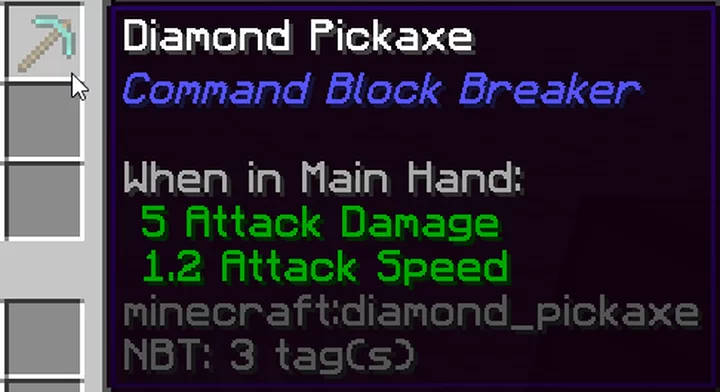 Diamond Pickaxe
Command Block Breaker
When in Main Hand:
5 Attack Damage
1.2 Attack Speed
minecraft:diamond_pickaxe
NBT: 3 tag(s)